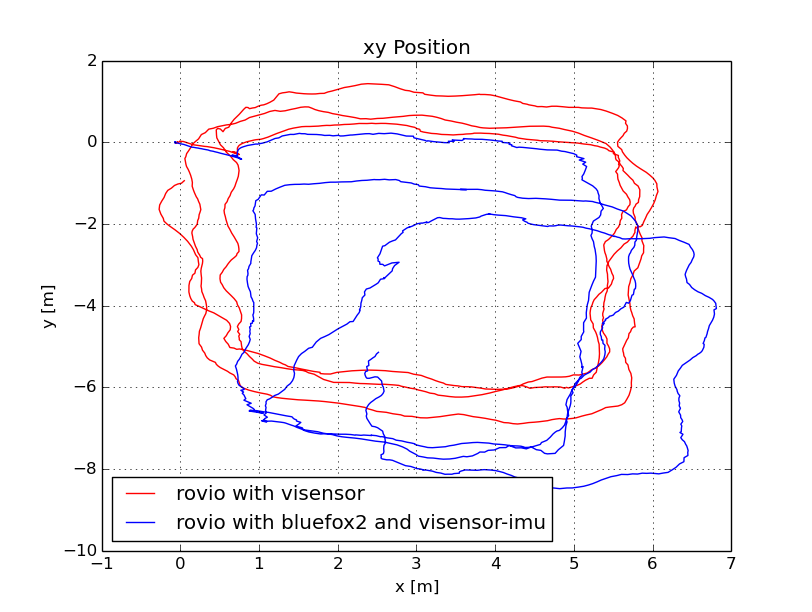 xy Position
2
0
−2
−4
−6
−8
−10
y [m]
rovio with visensor
rovio with bluefox2 and visensor-imu
−1 0 1 2 3 4 5 6 7
x [m]